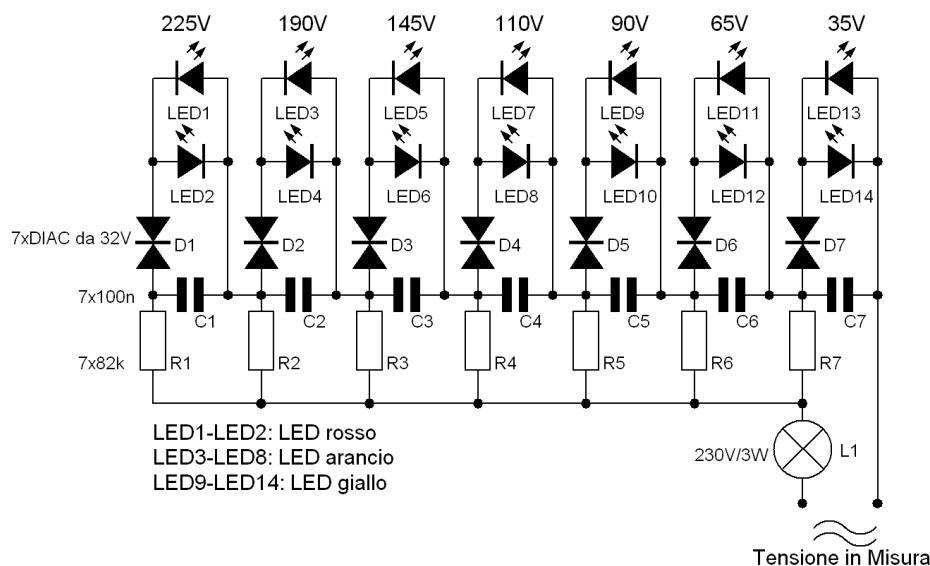 225V 190V 145V 110V 90V 65V 35V
LED1 LED3 LED5 LED7 LED9 LED11 LED13
LED2 LED4 LED6 LED8 LED10 LED12 LED14
7xDIAC da 32V D1 D2 D3 D4 D5 D6 D7
7x100n C1 C2 C3 C4 C5 C6 C7
7x82k R1 R2 R3 R4 R5 R6 R7
LED1-LED2: LED rosso
LED3-LED8: LED arancio
LED9-LED14: LED giallo
230V/3W L1
Tensione in Misura